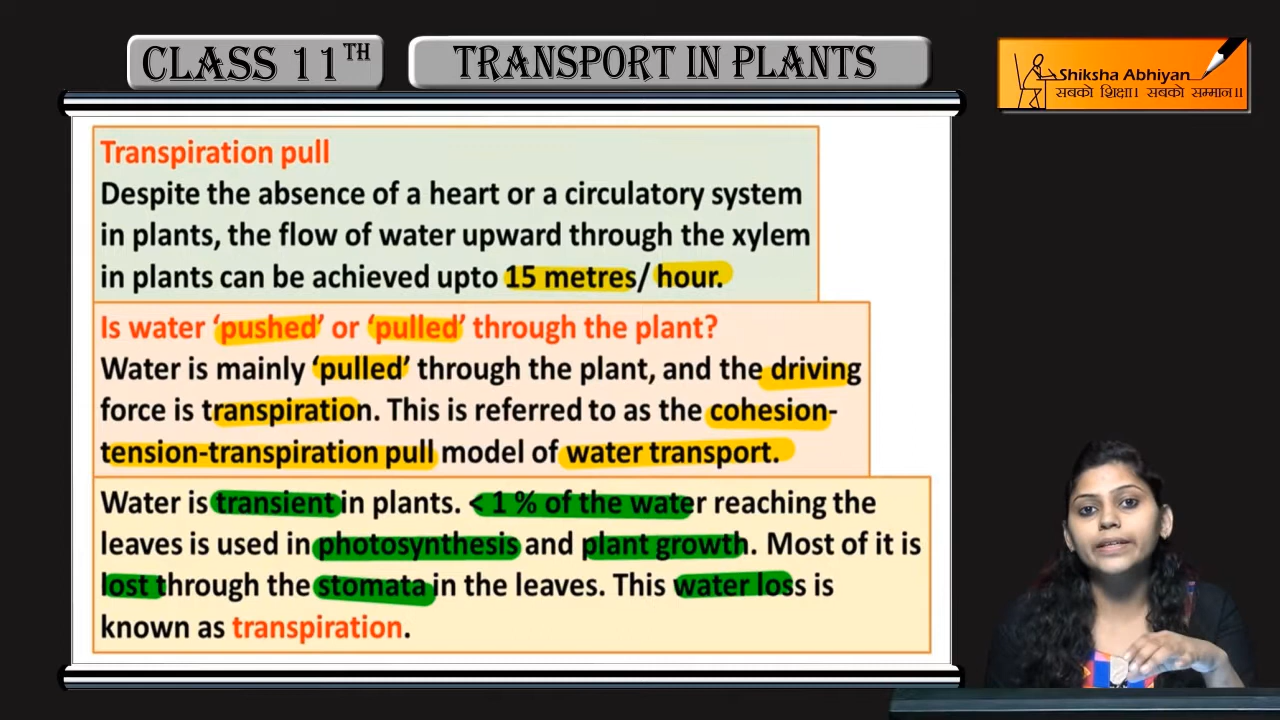 CLASS 11TH
TRANSPORT IN PLANTS
Shiksha Abhiyan
सबको शिक्षा। सबको सम्मान॥
Transpiration pull
Despite the absence of a heart or a circulatory system
in plants, the flow of water upward through the xylem
in plants can be achieved upto 15 metres/ hour.
Is water ‘pushed’ or ‘pulled’ through the plant?
Water is mainly ‘pulled’ through the plant, and the driving
force is transpiration. This is referred to as the cohesion-
tension-transpiration pull model of water transport.
Water is transient in plants. < 1 % of the water reaching the
leaves is used in photosynthesis and plant growth. Most of it is
lost through the stomata in the leaves. This water loss is
known as transpiration.